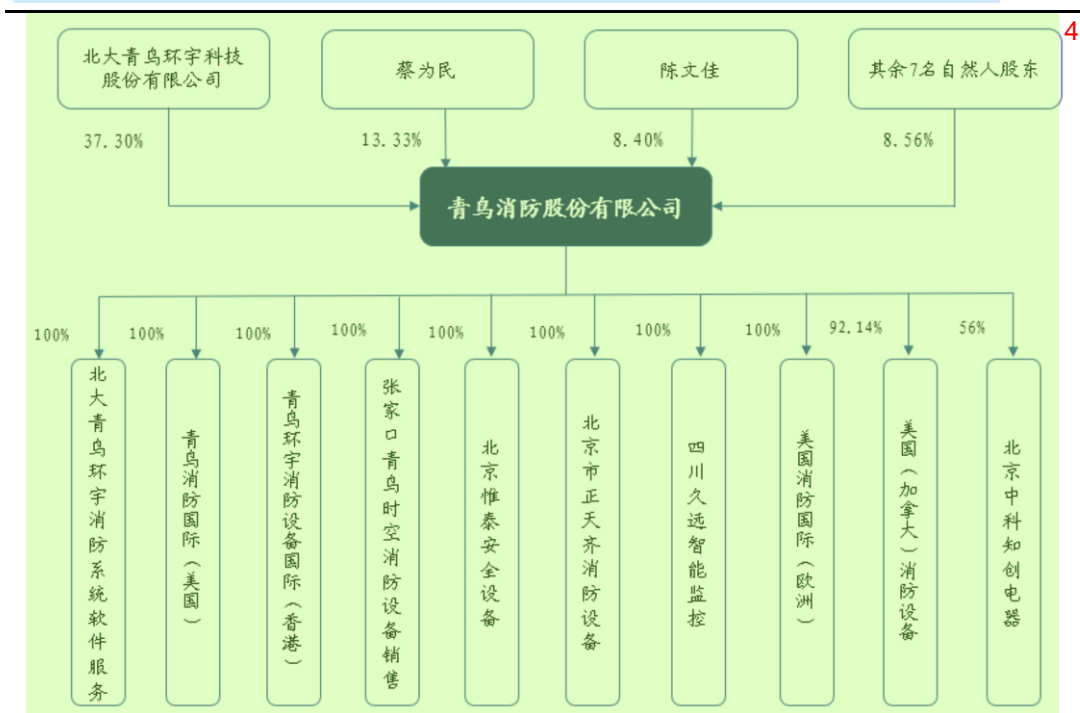 4
北大青鸟环宇科技
股份有限公司
蔡为民
陈文佳
其余7名自然人股东
37.30%
13.33%
8.40%
8.56%
青鸟消防股份有限公司
100%
100%
100%
100%
100%
100%
100%
100%
92.14%
56%
北大青鸟环宇消防系统软件服务
青鸟消防国际（美国）
青鸟环宇消防设备国际（香港）
张家口青鸟时空消防设备销售
北京惟泰安全设备
北京市正天齐消防设备
四川久远智能监控
美国消防国际（欧洲）
美国（加拿大）消防设备
北京中科知创电器